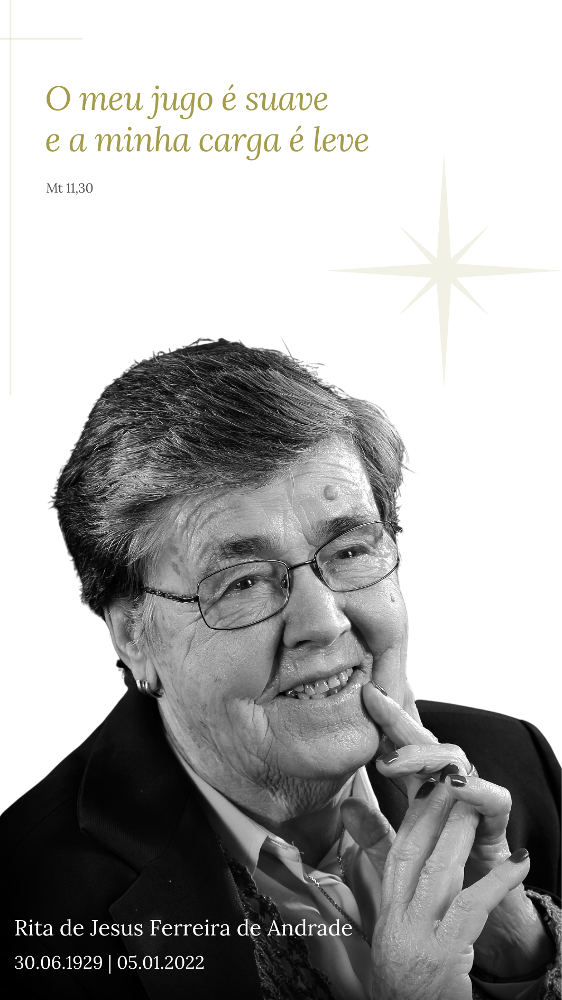 O meu jugo é suave
e a minha carga é leve
Mt 11,30
Rita de Jesus Ferreira de Andrade
30.06.1929 | 05.01.2022